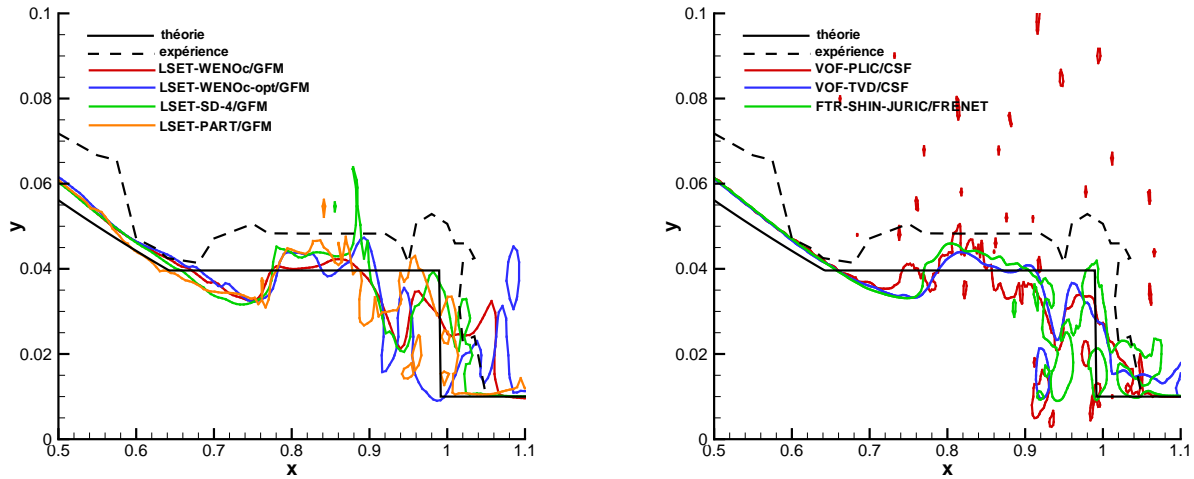 0.1
théorie
expérience
LSET-WENOc/GFM
LSET-WENOc-opt/GFM
LSET-SD-4/GFM
LSET-PART/GFM
0.08
0.06
y
0.04
0.02
0
0.5 0.6 0.7 0.8 0.9 1 1.1
x
0.1
théorie
expérience
VOF-PLIC/CSF
VOF-TVD/CSF
FTR-SHIN-JURIC/FRENET
0.08
0.06
y
0.04
0.02
0
0.5 0.6 0.7 0.8 0.9 1 1.1
x